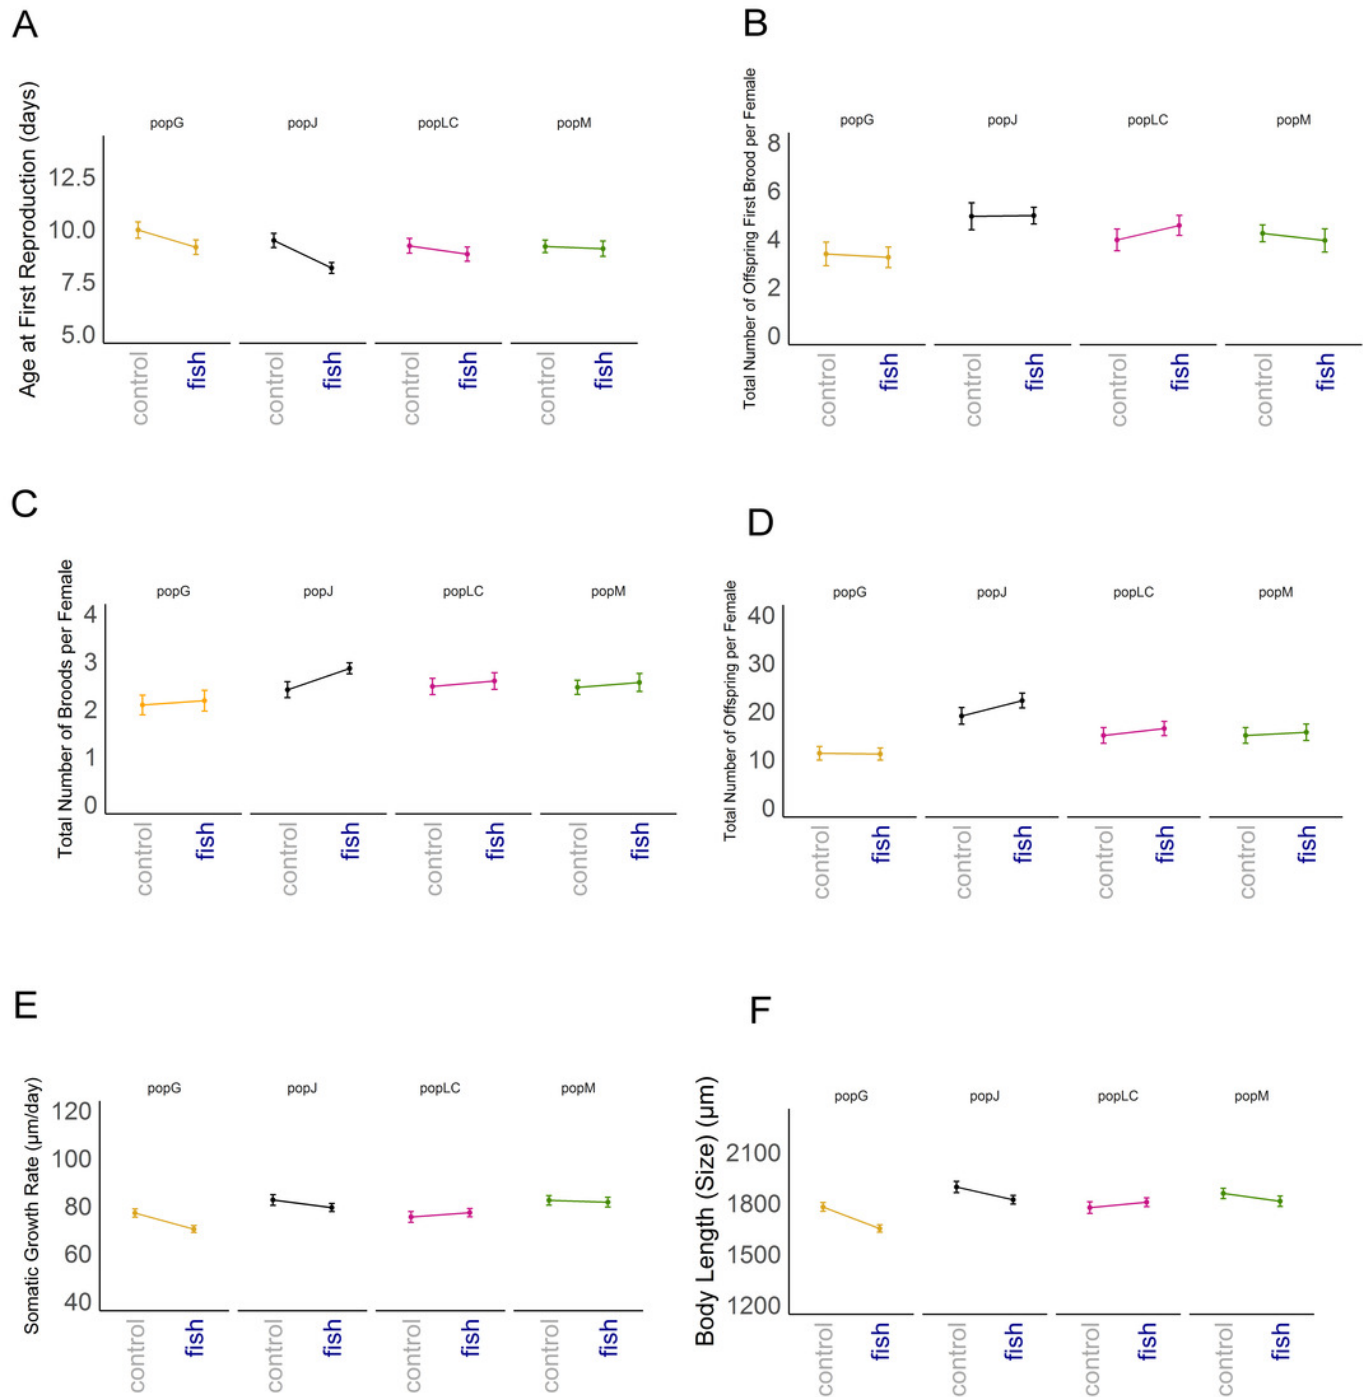 A
Age at First Reproduction (days)
popG popJ popLC popM
12.5
10.0
7.5
5.0
control fish control fish control fish control fish
B
Total Number of Offspring First Brood per Female
popG popJ popLC popM
8
6
4
2
0
control fish control fish control fish control fish
C
Total Number of Broods per Female
popG popJ popLC popM
4
3
2
1
0
control fish control fish control fish control fish
D
Total Number of Offspring per Female
popG popJ popLC popM
40
30
20
10
0
control fish control fish control fish control fish
E
Somatic Growth Rate (µm/day)
popG popJ popLC popM
120
100
80
60
40
control fish control fish control fish control fish
F
Body Length (Size) (µm)
popG popJ popLC popM
2100
1800
1500
1200
control fish control fish control fish control fish